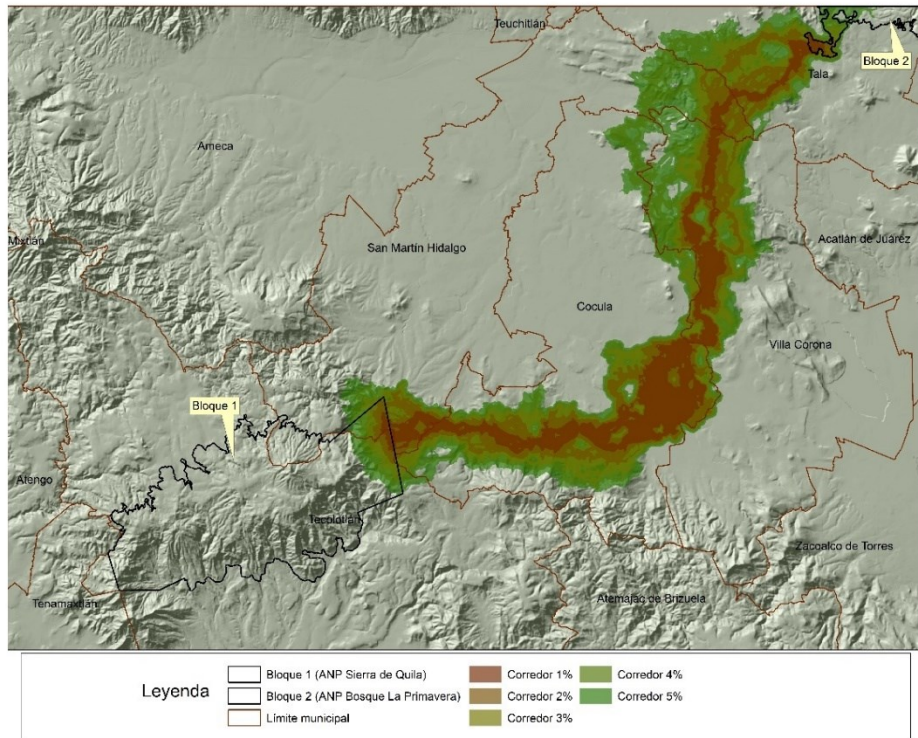 Teuchitlán
Bloque 2
Tala
Ameca
Mixtlán
San Martín Hidalgo
Acatlán de Juárez
Cocula
Villa Corona
Bloque 1
Atengo
Tecolotlán
Zacoalco de Torres
Tenamaxtlán
Atemajac de Brizuela
Leyenda
Bloque 1 (ANP Sierra de Quila)
Bloque 2 (ANP Bosque La Primavera)
Límite municipal
Corredor 1%
Corredor 2%
Corredor 3%
Corredor 4%
Corredor 5%